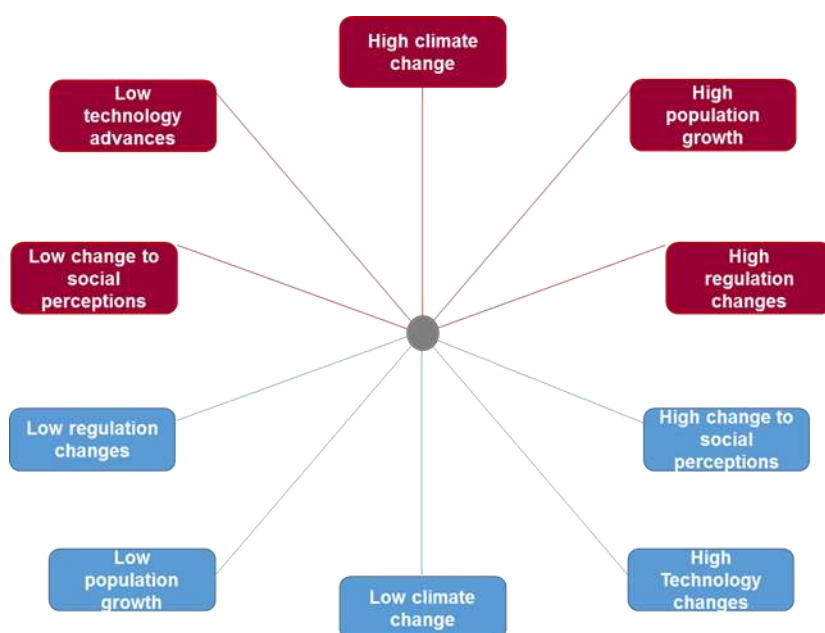 High climate
change
Low
technology
advances
High
population
growth
Low change to
social
perceptions
High
regulation
changes
Low regulation
changes
High change to
social
perceptions
Low
population
growth
Low climate
change
High
Technology
changes